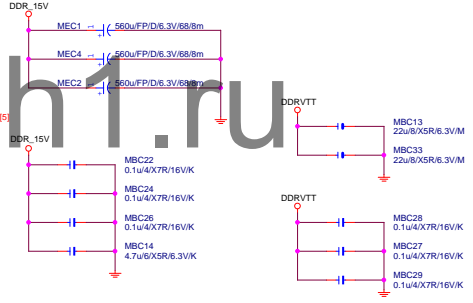 DDR_15V
MEC1 1 560u/FP/D/6.3V/68/8m
MEC4 1 560u/FP/D/6.3V/68/8m
MEC2 1 560u/FP/D/6.3V/68/8m
h1.ru
[5]
DDR_15V
MBC22
0.1u/4/X7R/16V/K
MBC24
0.1u/4/X7R/16V/K
MBC26
0.1u/4/X7R/16V/K
MBC14
4.7u/6/X5R/6.3V/K
DDRVTT
MBC13
22u/8/X5R/6.3V/M
MBC33
22u/8/X5R/6.3V/M
DDRVTT
MBC28
0.1u/4/X7R/16V/K
MBC27
0.1u/4/X7R/16V/K
MBC29
0.1u/4/X7R/16V/K